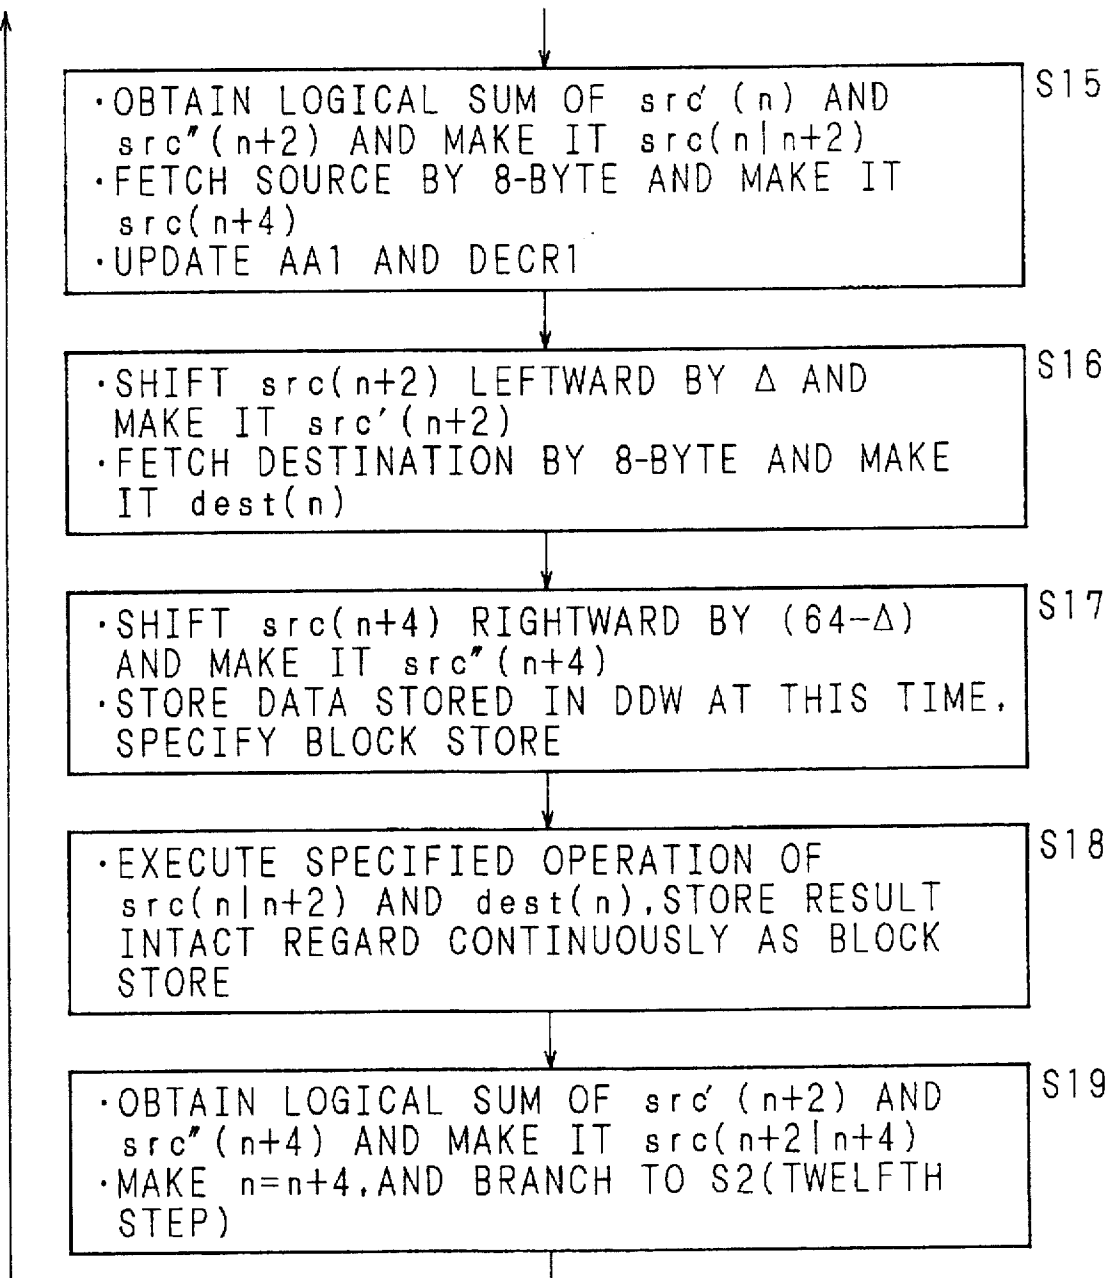 S15
·OBTAIN LOGICAL SUM OF src′(n) AND
src″(n+2) AND MAKE IT src(n|n+2)
·FETCH SOURCE BY 8-BYTE AND MAKE IT
src(n+4)
·UPDATE AA1 AND DECR1
S16
·SHIFT src(n+2) LEFTWARD BY Δ AND
MAKE IT src′(n+2)
·FETCH DESTINATION BY 8-BYTE AND MAKE
IT dest(n)
S17
·SHIFT src(n+4) RIGHTWARD BY (64-Δ)
AND MAKE IT src″(n+4)
·STORE DATA STORED IN DDW AT THIS TIME,
SPECIFY BLOCK STORE
S18
·EXECUTE SPECIFIED OPERATION OF
src(n|n+2) AND dest(n),STORE RESULT
INTACT REGARD CONTINUOUSLY AS BLOCK
STORE
S19
·OBTAIN LOGICAL SUM OF src′(n+2) AND
src″(n+4) AND MAKE IT src(n+2|n+4)
·MAKE n=n+4,AND BRANCH TO S2(TWELFTH
STEP)